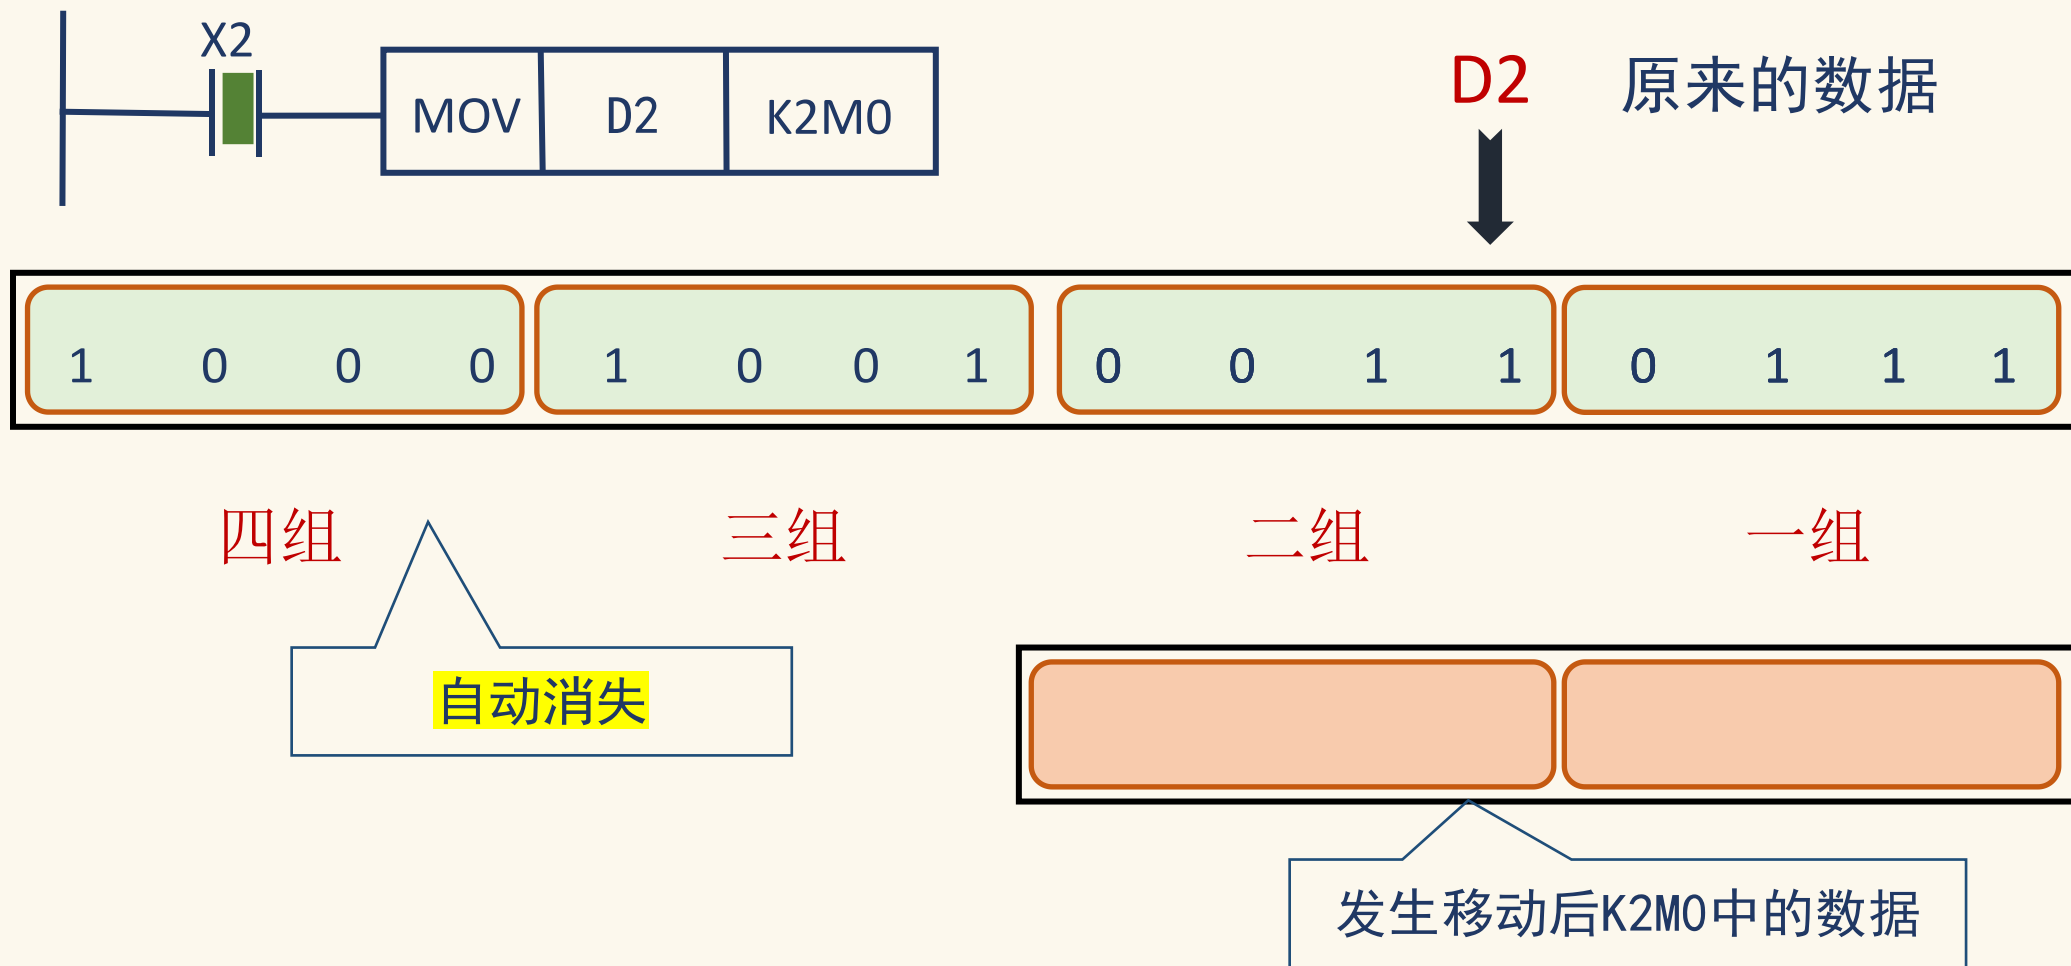 X2
MOV D2 K2M0
D2 原来的数据
1 0 0 0 1 0 0 1 0 0 1 1 0 1 1 1
四组 三组 二组 一组
自动消失
发生移动后K2M0中的数据